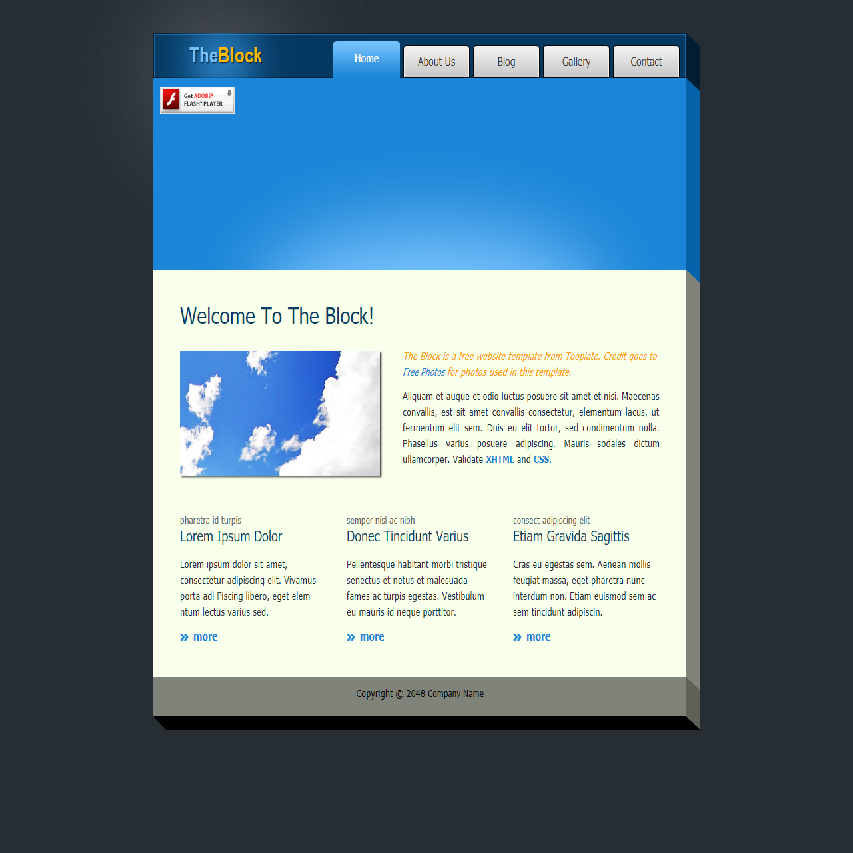 TheBlock
Home
About Us
Blog
Gallery
Contact
Get ADOBE®
FLASH® PLAYER
Welcome To The Block!
The Block is a free website template from Tooplate. Credit goes to
Free Photos for photos used in this template.
Aliquam et augue et odio luctus posuere sit amet et nisi. Maecenas
convallis, est sit amet convallis consectetur, elementum lacus, ut
fermentum elit sem. Duis eu elit tortor, sed condimentum nulla.
Phasellus varius posuere adipiscing. Mauris sodales dictum
ullamcorper. Validate XHTML and CSS.
pharetra id turpis
Lorem Ipsum Dolor
Lorem ipsum dolor sit amet,
consectetur adipiscing elit. Vivamus
porta adi Piscing libero, eget elem
ntum lectus varius sed.
» more
semper nisl ac nibh
Donec Tincidunt Varius
Pellentesque habitant morbi tristique
senectus et netus et malesuada
fames ac turpis egestas. Vestibulum
eu mauris id neque porttitor.
» more
consect adipiscing elit
Etiam Gravida Sagittis
Cras eu egestas sem. Aenean mollis
feugiat massa, eget pharetra nunc
interdum non. Etiam euismod sem ac
sem tincidunt adipiscin.
» more
Copyright © 2048 Company Name